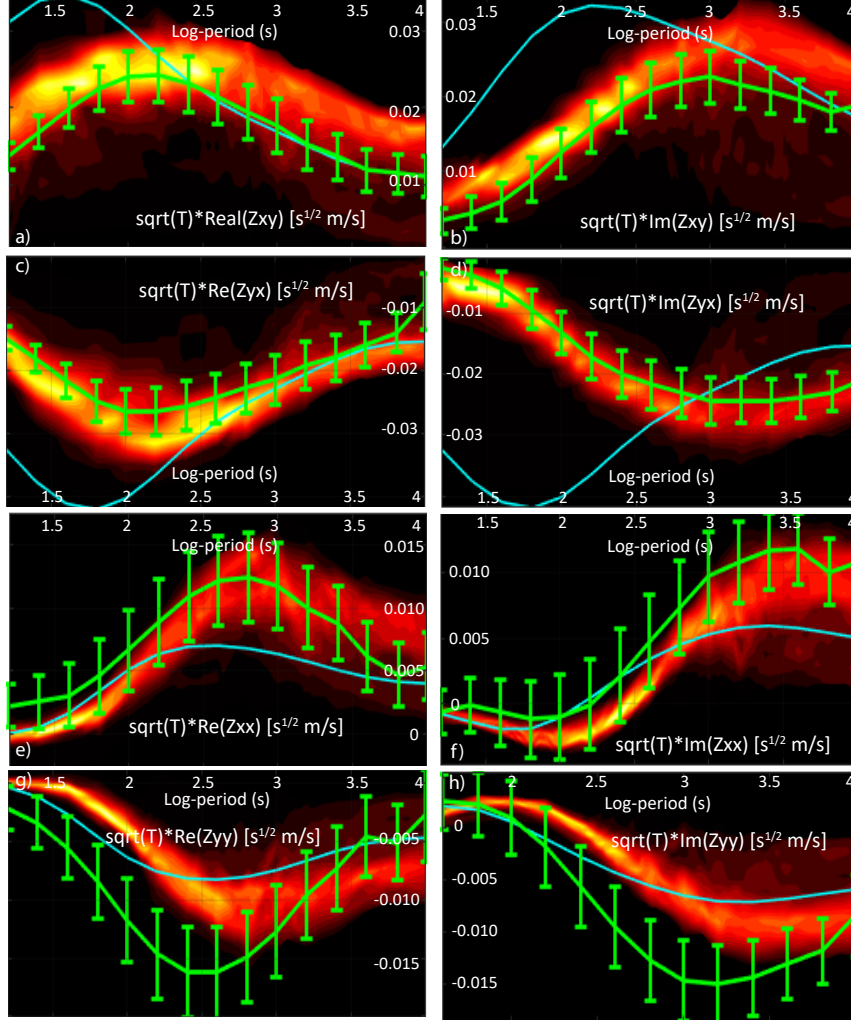 1.5 2 2.5 3 3.5 4
Log-period (s)
0.03
0.02
0.01
sqrt(T)*Real(Zxy) [s1/2 m/s]
a)
1.5 2 2.5 3 3.5 4
Log-period (s)
0.03
0.02
0.01
sqrt(T)*Im(Zxy) [s1/2 m/s]
b)
c)
sqrt(T)*Re(Zyx) [s1/2 m/s]
-0.01
-0.02
-0.03
Log-period (s)
1.5 2 2.5 3 3.5 4
d)
sqrt(T)*Im(Zyx) [s1/2 m/s]
-0.01
-0.02
-0.03
Log-period (s)
1.5 2 2.5 3 3.5 4
1.5 2 2.5 3 3.5 4
Log-period (s)
0.015
0.010
0.005
0
sqrt(T)*Re(Zxx) [s1/2 m/s]
e)
1.5 2 2.5 3 3.5 4
Log-period (s)
0.010
0.005
0
sqrt(T)*Im(Zxx) [s1/2 m/s]
f)
g)
1.5 2 2.5 3 3.5 4
Log-period (s)
sqrt(T)*Re(Zyy) [s1/2 m/s]
-0.005
-0.010
-0.015
h)
2 2.5 3 3.5 4
Log-period (s)
0
sqrt(T)*Im(Zyy) [s1/2 m/s]
-0.005
-0.010
-0.015